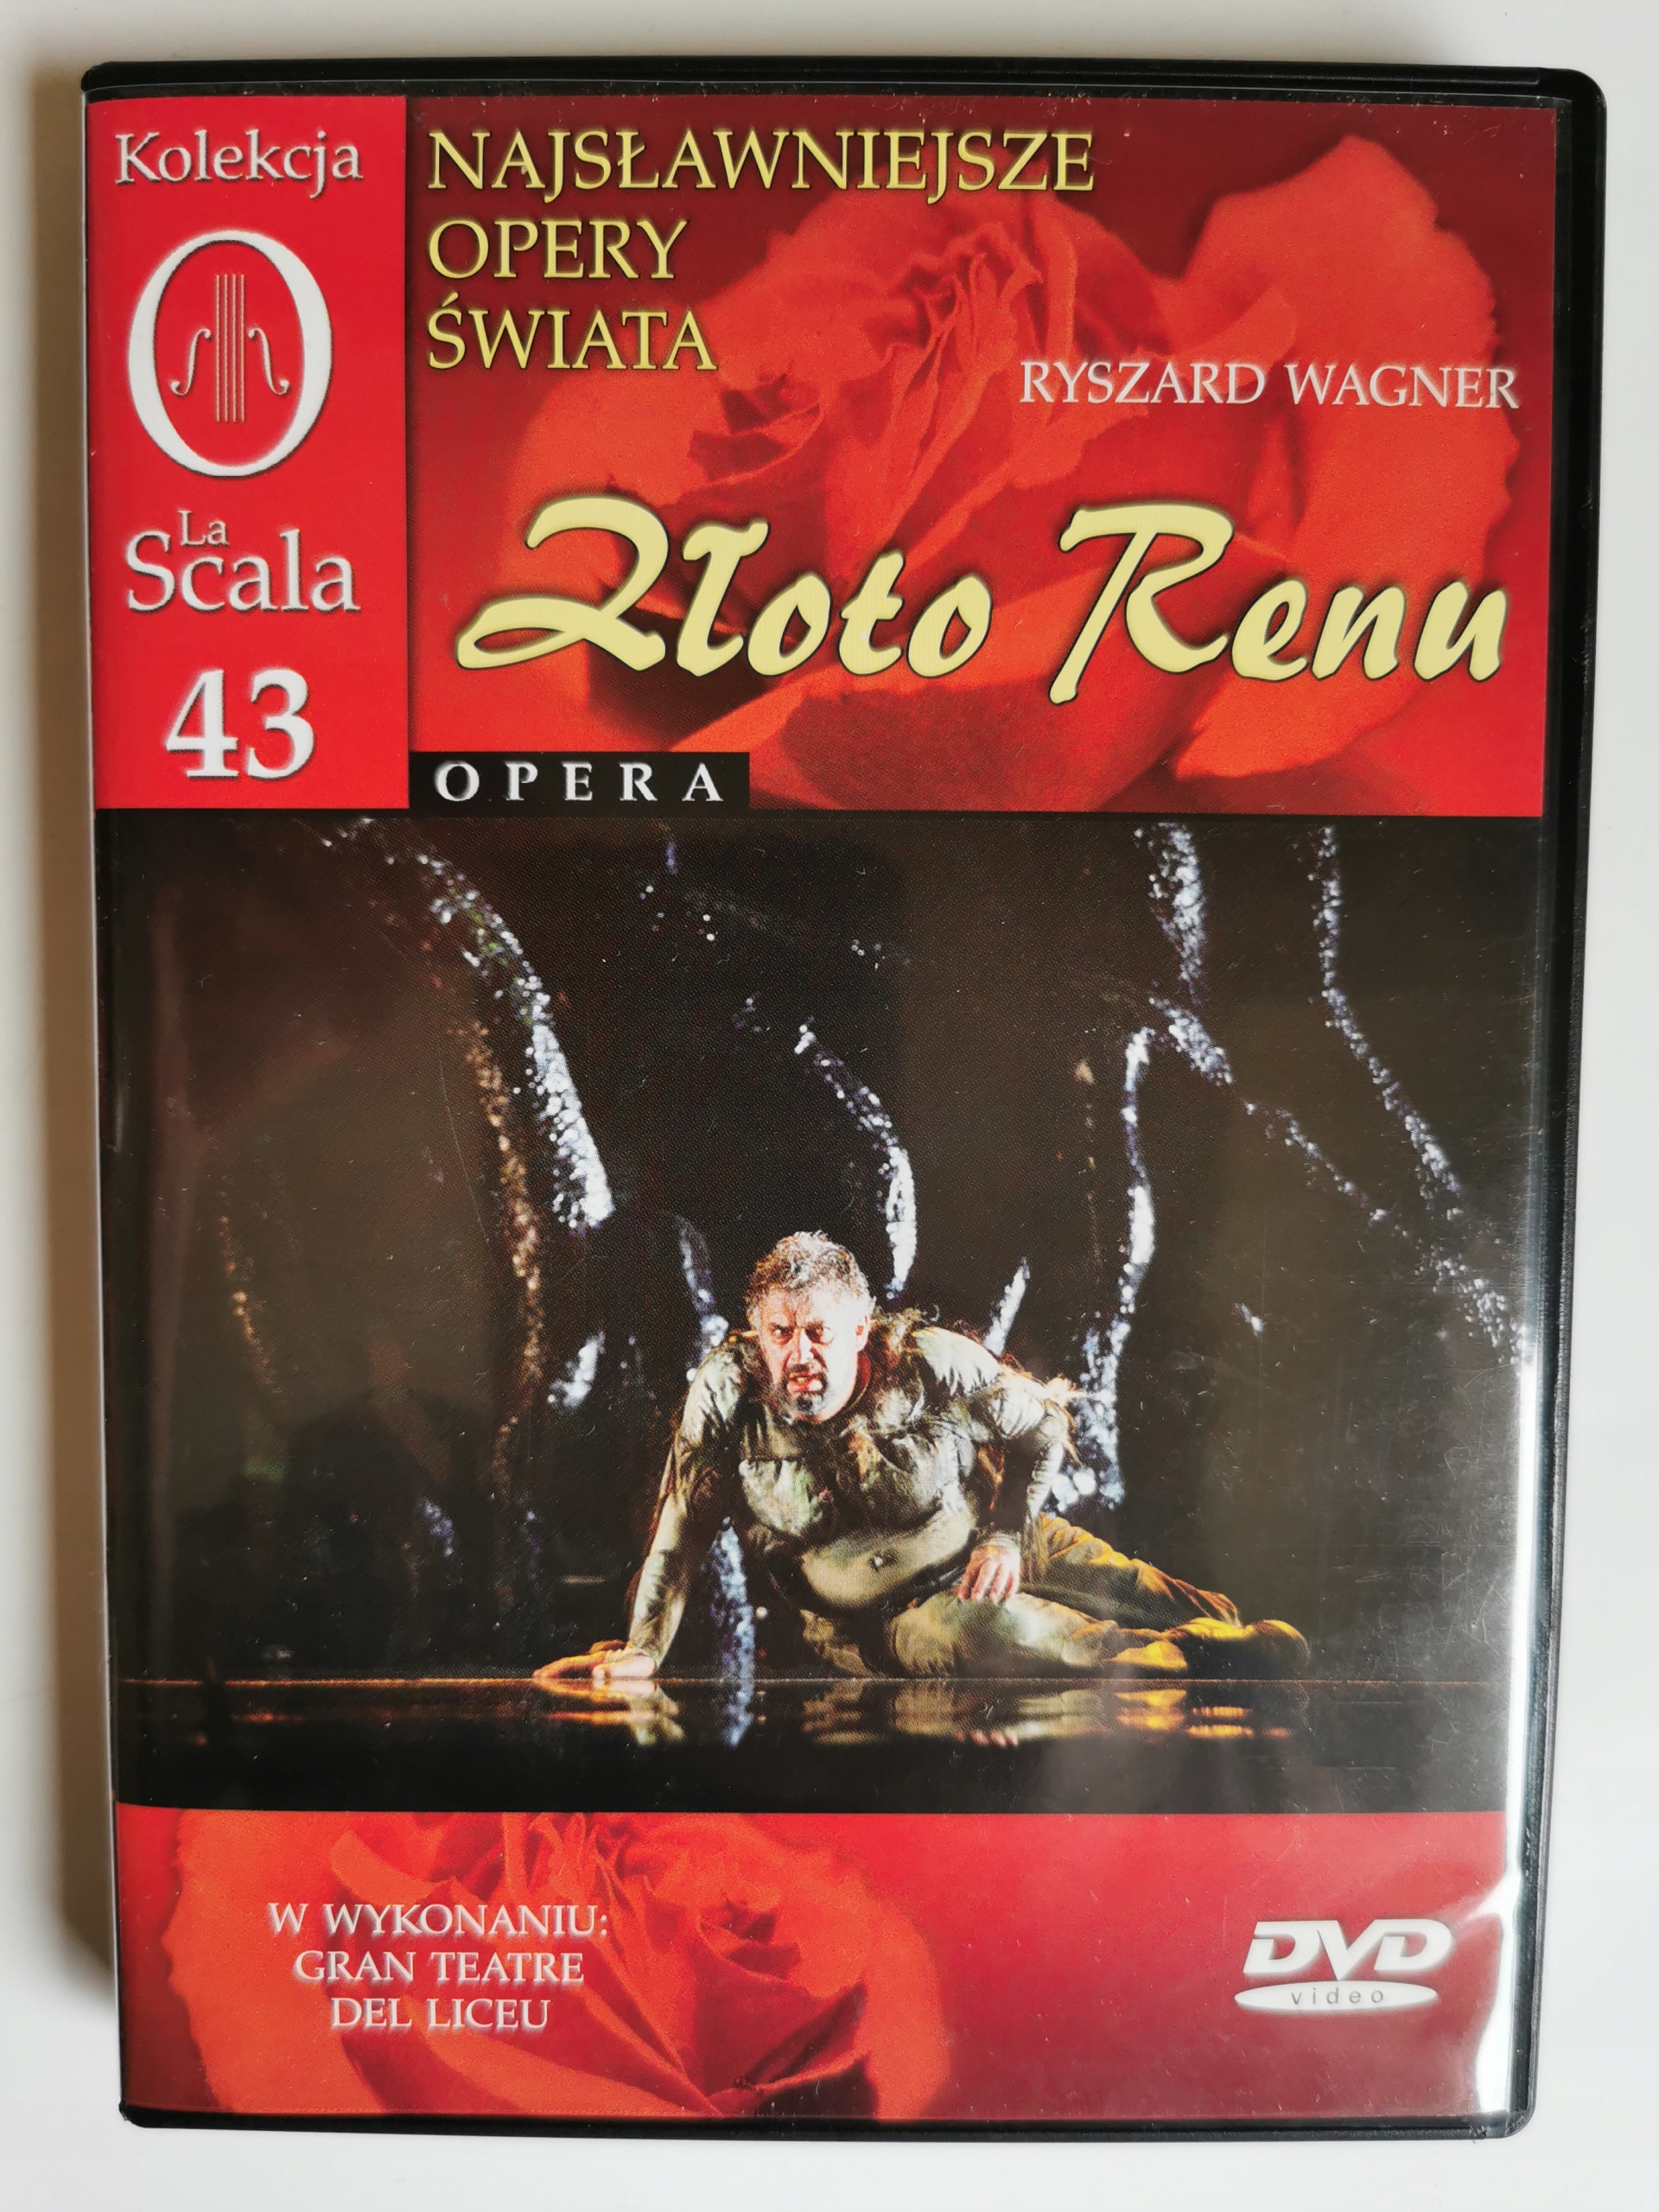 Kolekcja
La
Scala
43
NAJSŁAWNIEJSZE
OPERY
ŚWIATA
RYSZARD WAGNER
Złoto Renu
OPERA
W WYKONANIU:
GRAN TEATRE
DEL LICEU
DVD
video